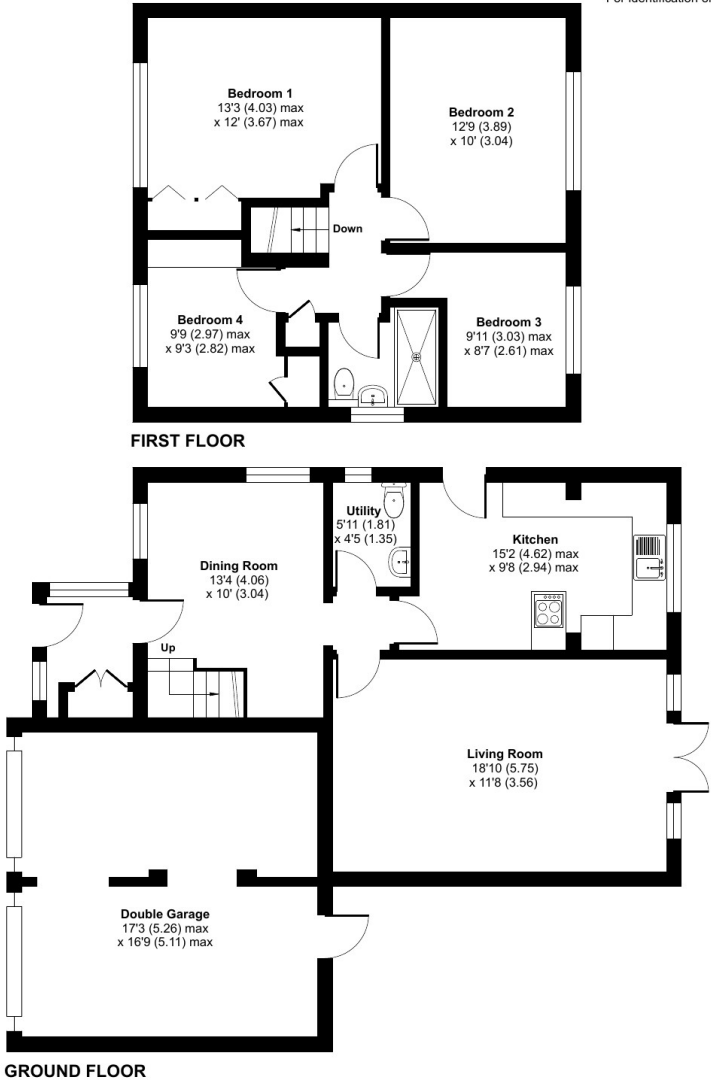 Bedroom 1
13'3 (4.03) max
x 12' (3.67) max
Bedroom 2
12'9 (3.89)
x 10' (3.04)
Down
Bedroom 4
9'9 (2.97) max
x 9'3 (2.82) max
Bedroom 3
9'11 (3.03) max
x 8'7 (2.61) max
FIRST FLOOR
Utility
5'11 (1.81)
x 4'5 (1.35)
Kitchen
15'2 (4.62) max
x 9'8 (2.94) max
Dining Room
13'4 (4.06)
x 10' (3.04)
Up
Living Room
18'10 (5.75)
x 11'8 (3.56)
Double Garage
17'3 (5.26) max
x 16'9 (5.11) max
GROUND FLOOR